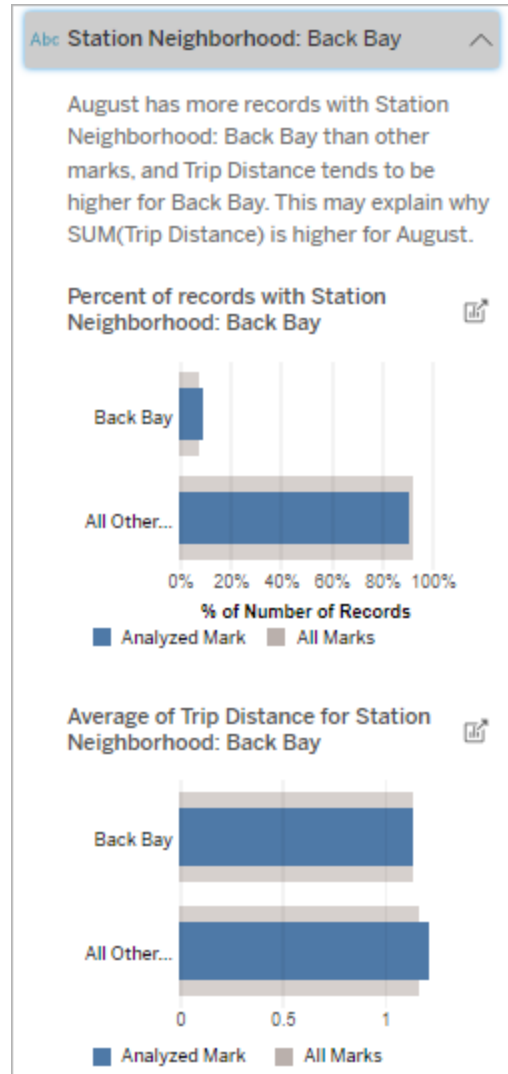 Abc Station Neighborhood: Back Bay
August has more records with Station
Neighborhood: Back Bay than other
marks, and Trip Distance tends to be
higher for Back Bay. This may explain why
SUM(Trip Distance) is higher for August.
Percent of records with Station
Neighborhood: Back Bay
Back Bay
All Other...
0% 20% 40% 60% 80% 100%
% of Number of Records
Analyzed Mark All Marks
Average of Trip Distance for Station
Neighborhood: Back Bay
Back Bay
All Other...
0 0.5 1
Analyzed Mark All Marks